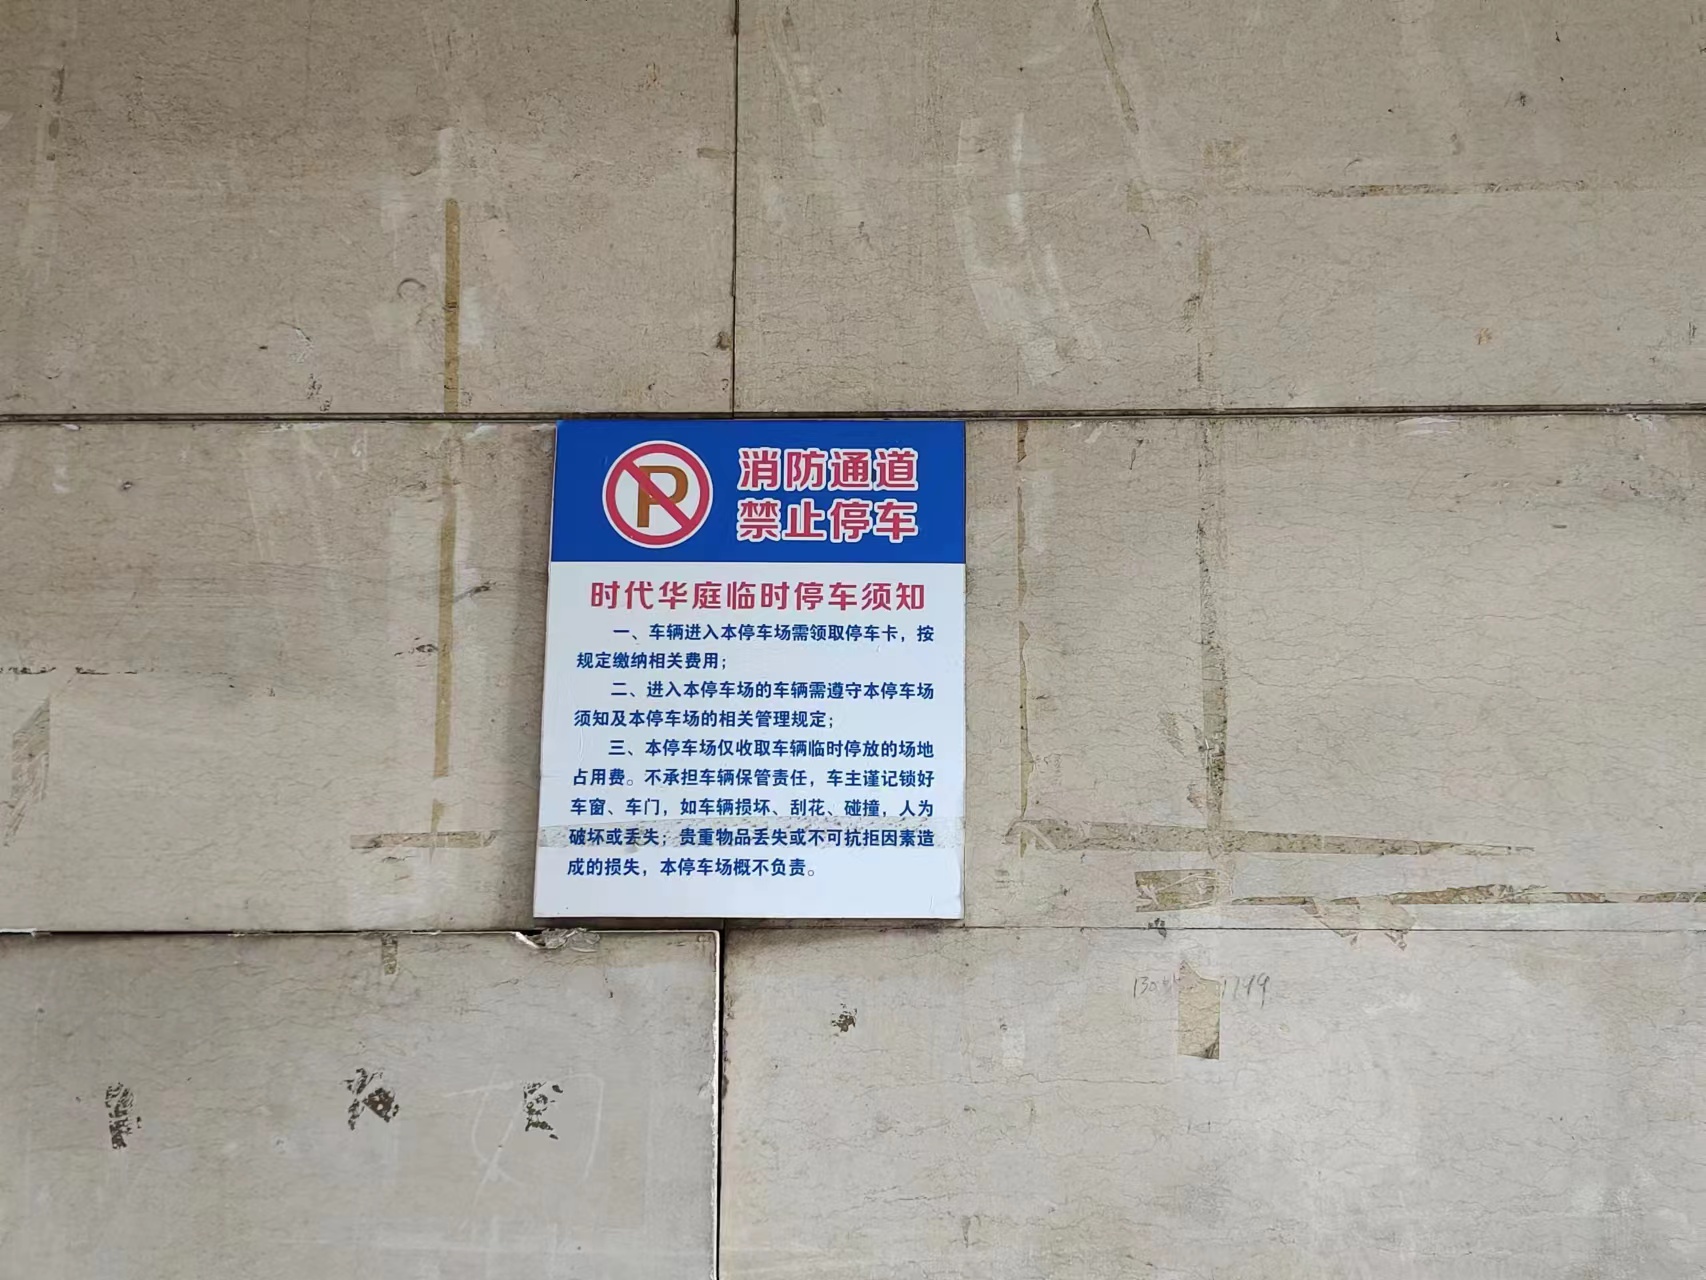 P
消防通道
禁止停车
时代华庭临时停车须知
一、车辆进入本停车场需领取停车卡，按
规定缴纳相关费用；
二、进入本停车场的车辆需遵守本停车场
须知及本停车场的相关管理规定；
三、本停车场仅收取车辆临时停放的场地
占用费。不承担车辆保管责任，车主谨记锁好
车窗、车门，如车辆损坏、刮花、碰撞，人为
破坏或丢失；贵重物品丢失或不可抗拒因素造
成的损失，本停车场概不负责。